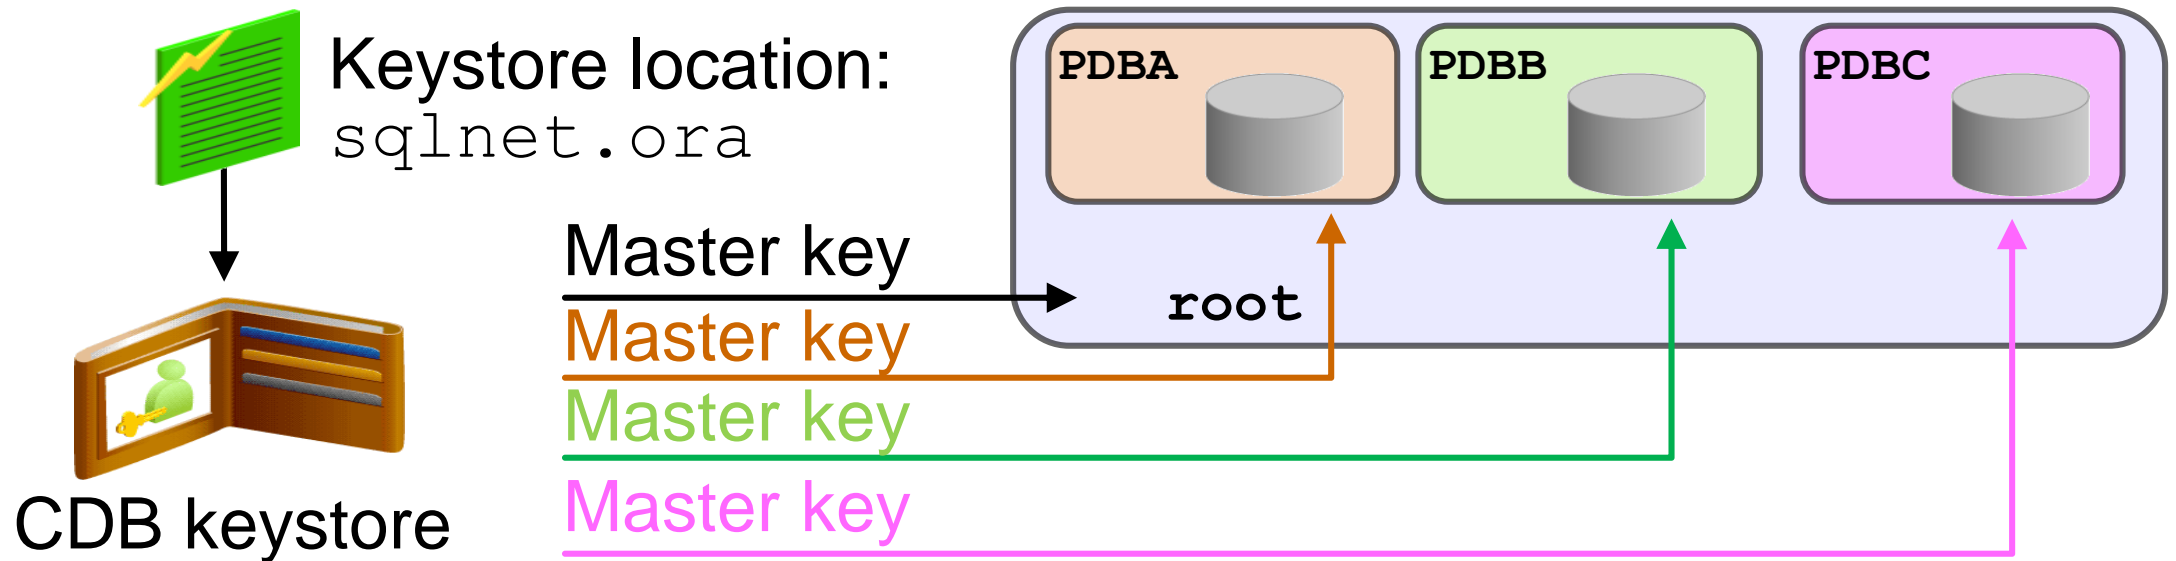 Keystore location:
sqlnet.ora
PDBA
PDBB
PDBC
Master key
root
Master key
Master key
Master key
CDB keystore